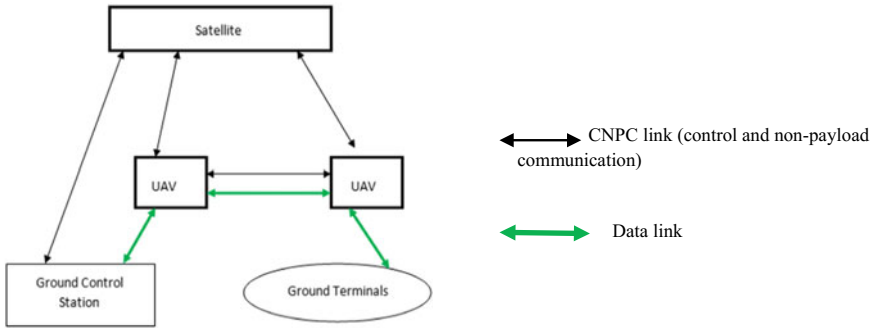 Satellite
CNPC link (control and non-payload
communication)
UAV
UAV
Data link
Ground Control
Station
Ground Terminals